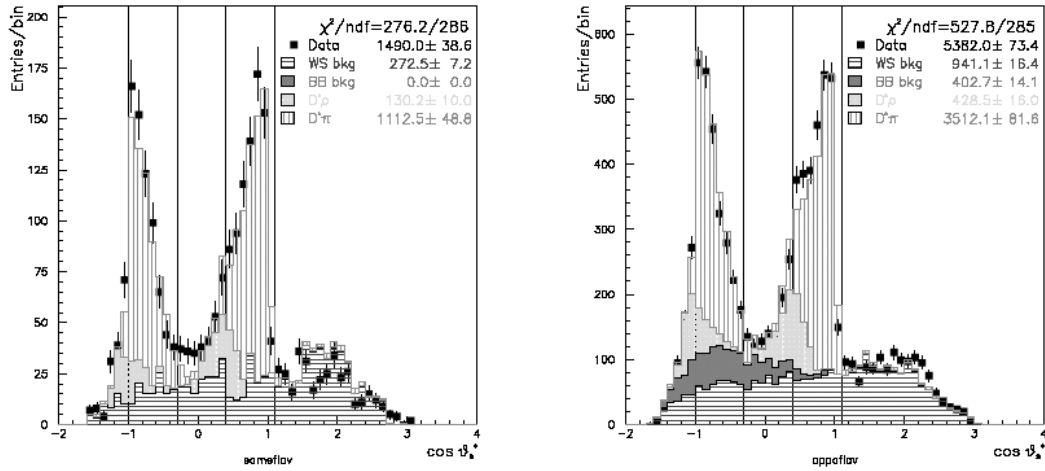 χ²/ndf=276.2/286
Data 1490.0± 38.6
WS bkg 272.5± 7.2
BB bkg 0.0± 0.0
D*ρ 130.2± 10.0
D*π 1112.5± 48.8
Entries/bin
200
175
150
125
100
75
50
25
0
-2 -1 0 1 2 3 4
sameflav
χ²/ndf=527.8/285
Data 5382.0± 73.4
WS bkg 941.1± 16.4
BB bkg 402.7± 14.1
D*ρ 428.5± 16.0
D*π 3512.1± 81.6
Entries/bin
600
500
400
300
200
100
0
-2 -1 0 1 2 3 4
oppoflav